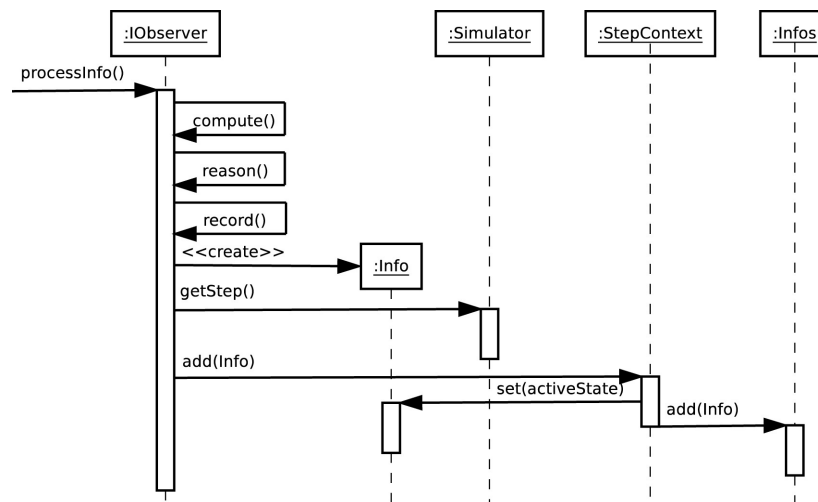 :IObserver
:Simulator
:StepContext
:Infos
processInfo()
compute()
reason()
record()
<<create>>
:Info
getStep()
add(Info)
set(activeState)
add(Info)